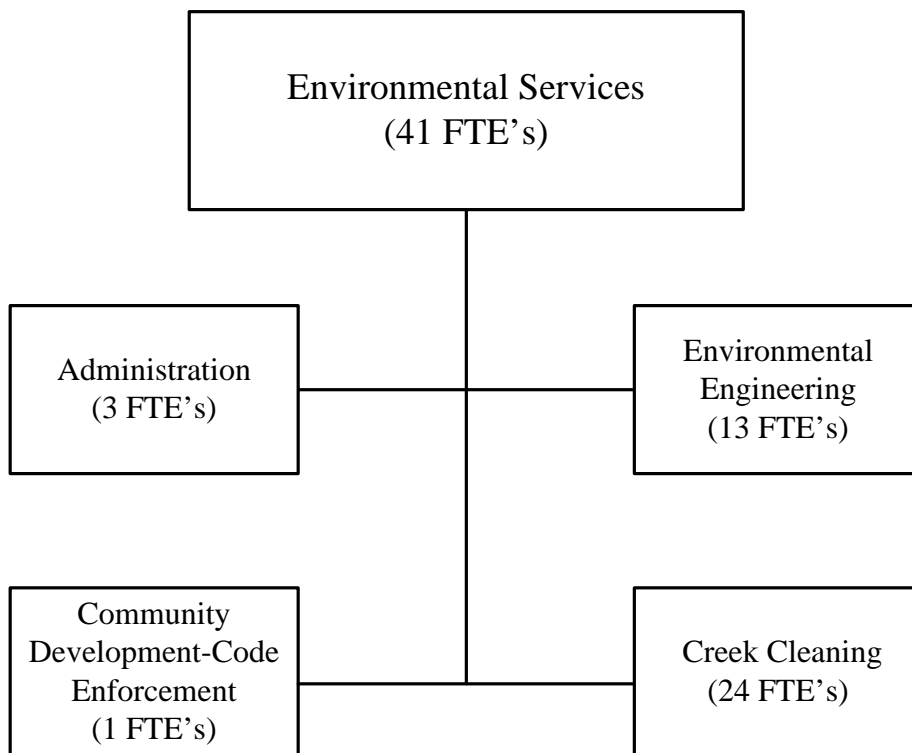 Environmental Services
(41 FTE’s)
Administration
(3 FTE’s)
Environmental
Engineering
(13 FTE’s)
Community
Development-Code
Enforcement
(1 FTE’s)
Creek Cleaning
(24 FTE’s)